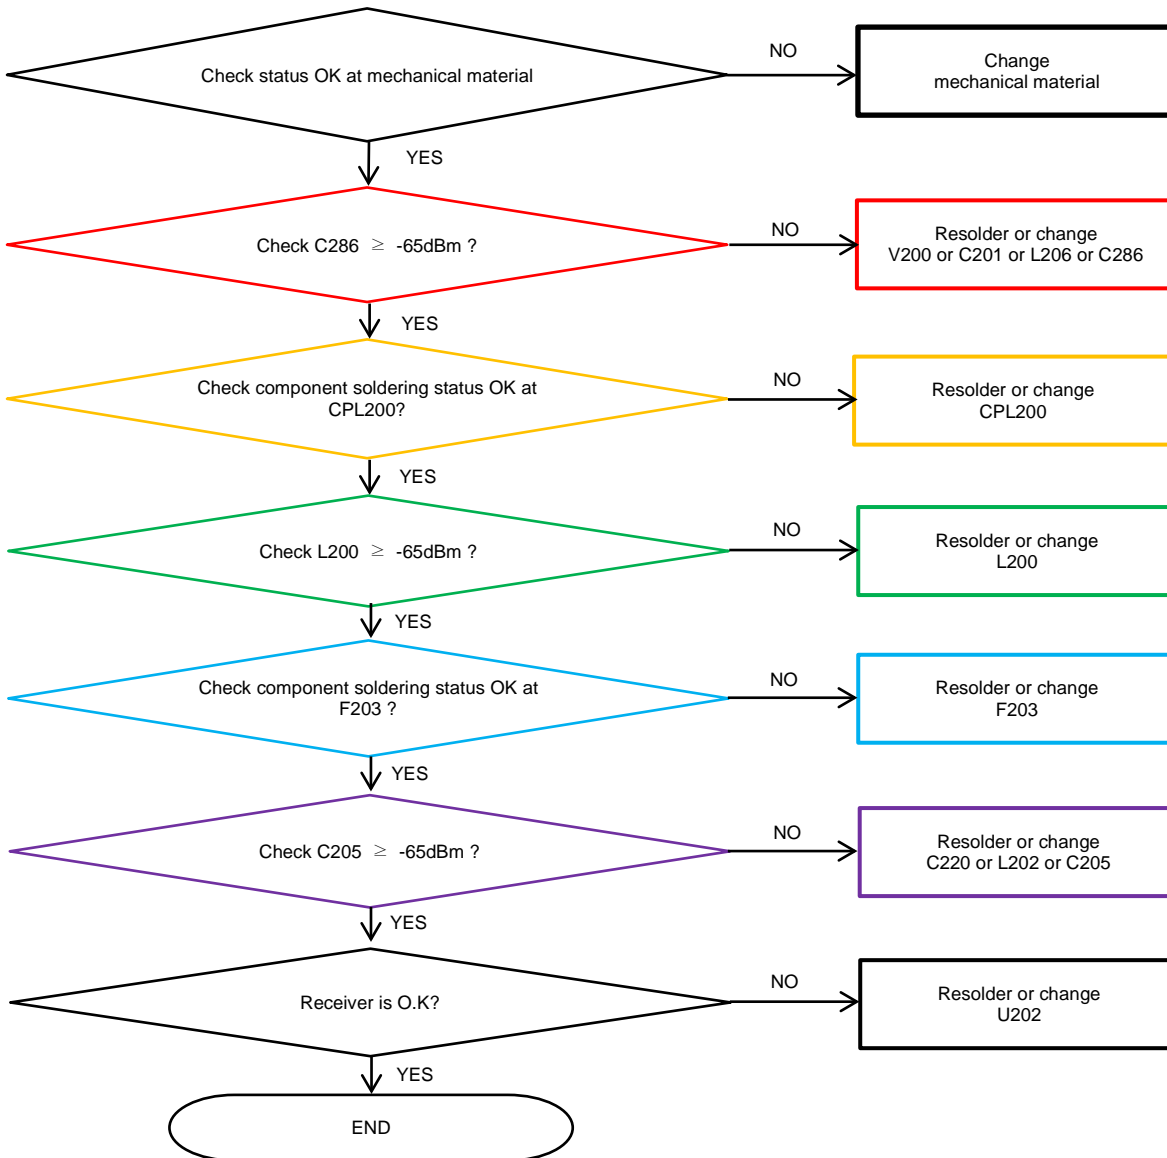 Check status OK at mechanical material
NO
Change
mechanical material
YES
Check C286 ≥ -65dBm ?
NO
Resolder or change
V200 or C201 or L206 or C286
YES
Check component soldering status OK at
CPL200?
NO
Resolder or change
CPL200
YES
Check L200 ≥ -65dBm ?
NO
Resolder or change
L200
YES
Check component soldering status OK at
F203 ?
NO
Resolder or change
F203
YES
Check C205 ≥ -65dBm ?
NO
Resolder or change
C220 or L202 or C205
YES
Receiver is O.K?
NO
Resolder or change
U202
YES
END